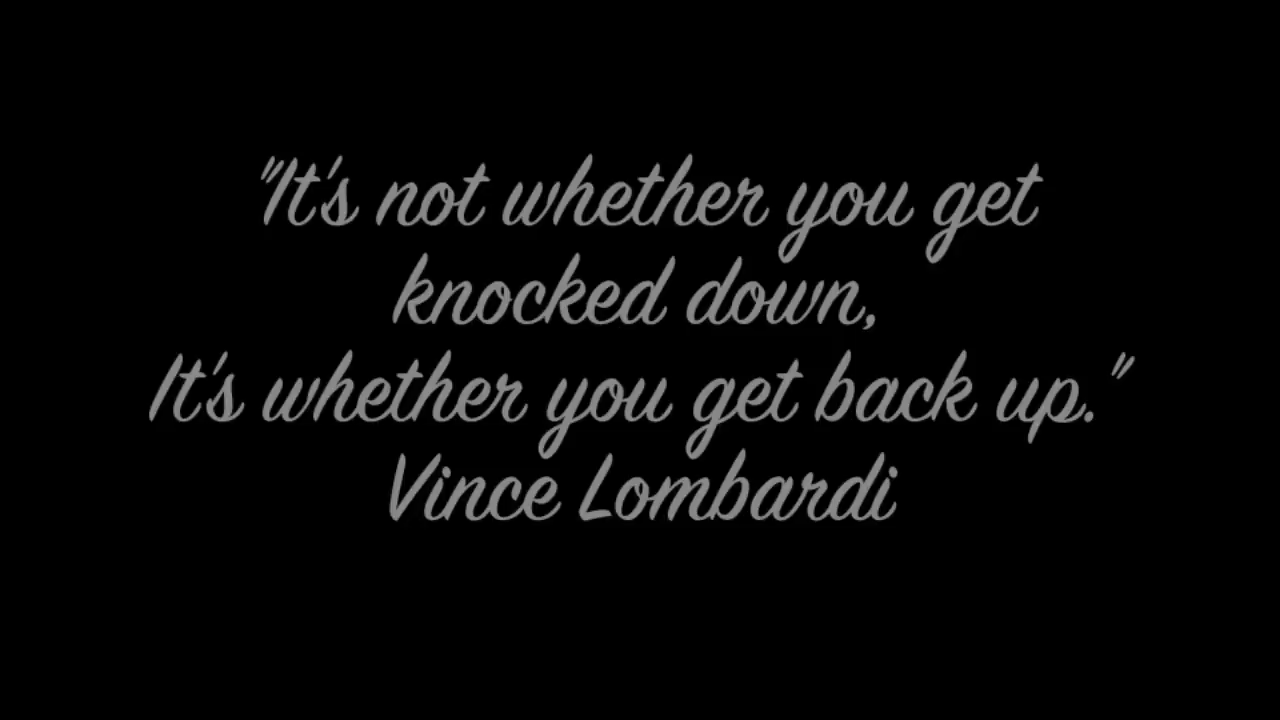 "It's not whether you get
knocked down,
It's whether you get back up."
Vince Lombardi